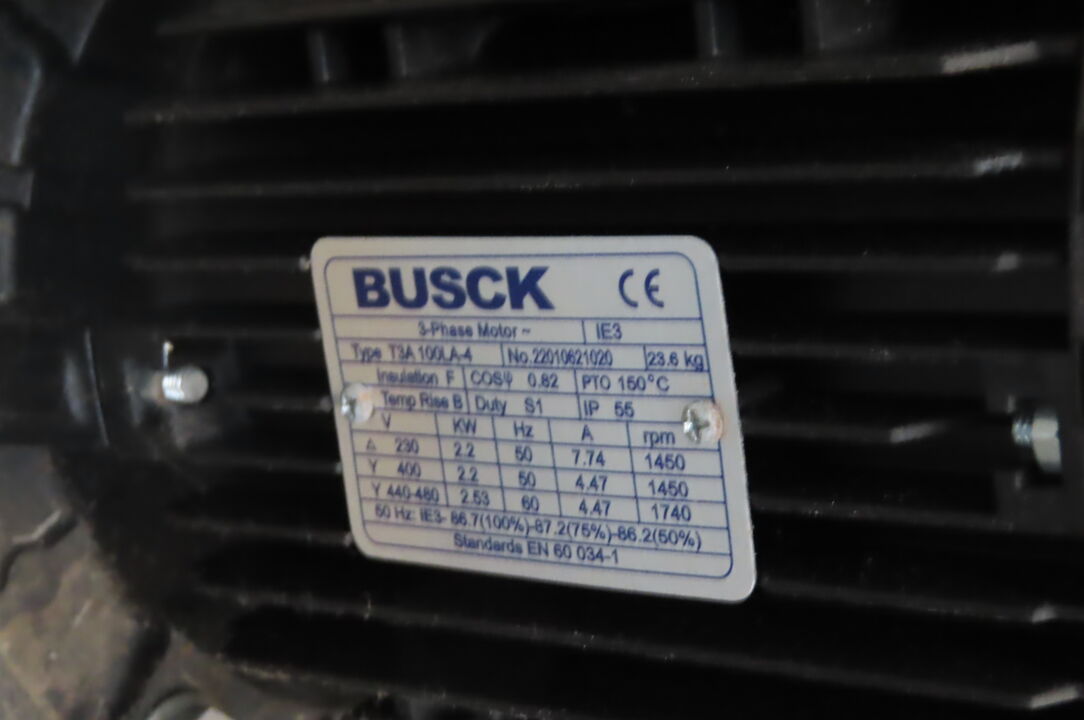 BUSCK CE
3-Phase Motor ~ IE3
Type T3A 100LA-4 No.22010621020 23.6 kg
Insulation F COSΨ 0.82 PTO 150°C
Temp Rise B Duty S1 IP 55
V KW Hz A rpm
Δ 230 2.2 50 7.74 1450
Y 400 2.2 50 4.47 1450
Y 440-480 2.53 60 4.47 1740
50 Hz: IE3- 86.7(100%)-87.2(75%)-86.2(50%)
Standards EN 60 034-1